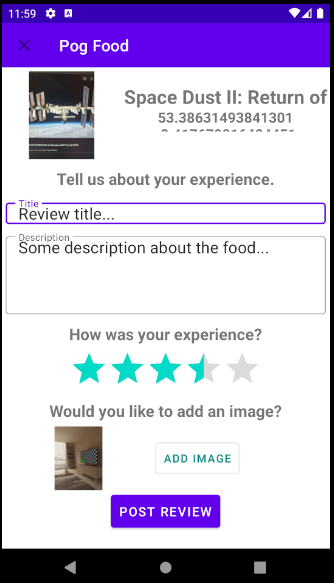 11:59
Pog Food
Space Dust II: Return of
53.38631493841301
Tell us about your experience.
Title
Review title...
Description
Some description about the food...
How was your experience?
Would you like to add an image?
ADD IMAGE
POST REVIEW